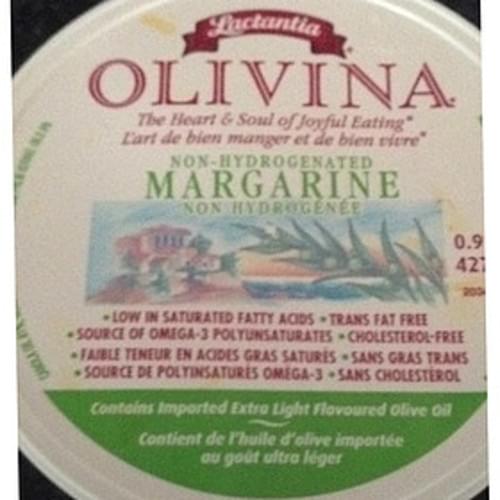 Lactantia
OLIVINA
The Heart & Soul of Joyful Eating*
L'art de bien manger et de bien vivre*
NON-HYDROGENATED
MARGARINE
NON HYDROGÉNÉE
0.9
427
• LOW IN SATURATED FATTY ACIDS • TRANS FAT FREE
• SOURCE OF OMEGA-3 POLYUNSATURATES • CHOLESTEROL-FREE
• FAIBLE TENEUR EN ACIDES GRAS SATURÉS • SANS GRAS TRANS
• SOURCE DE POLYINSATURÉS OMÉGA-3 • SANS CHOLESTÉROL
Contains Imported Extra Light Flavoured Olive Oil
Contient de l'huile d'olive importée
au goût ultra léger